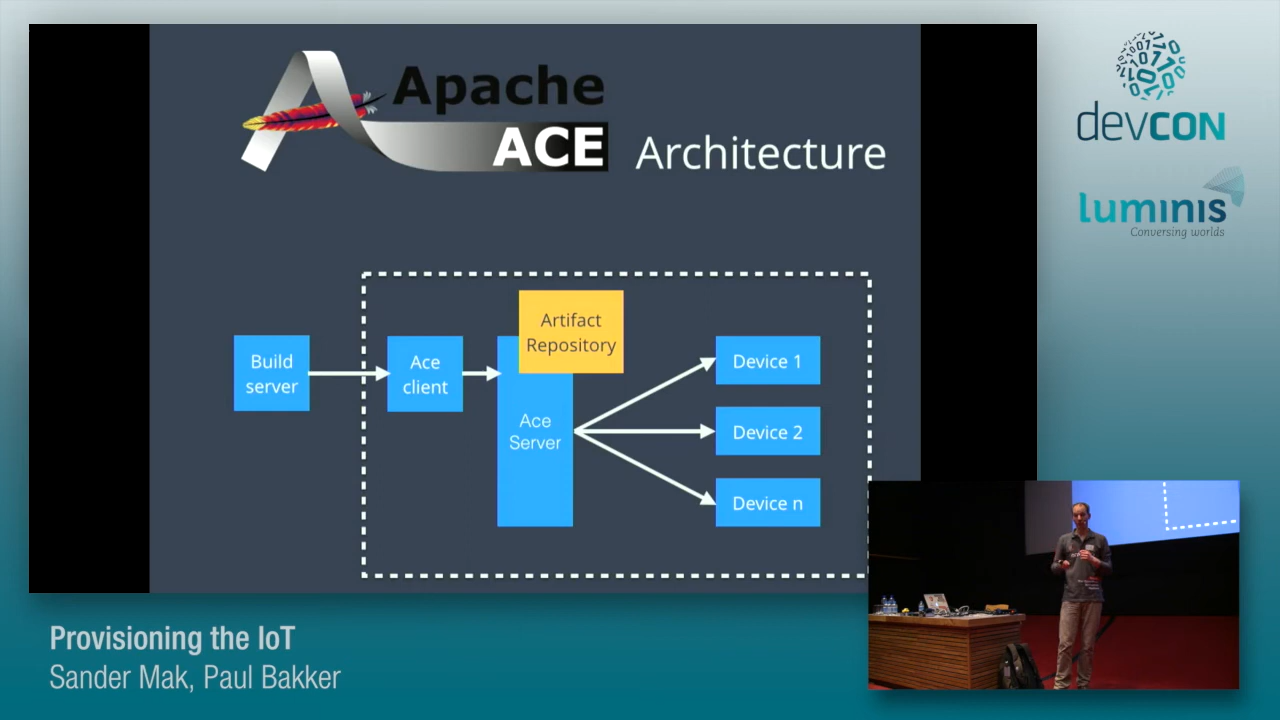 Apache
ACE
Architecture
Build
server
Ace
client
Artifact
Repository
Ace
Server
Device 1
Device 2
Device n
devCON
luminis
Conversing worlds
Provisioning the IoT
Sander Mak, Paul Bakker